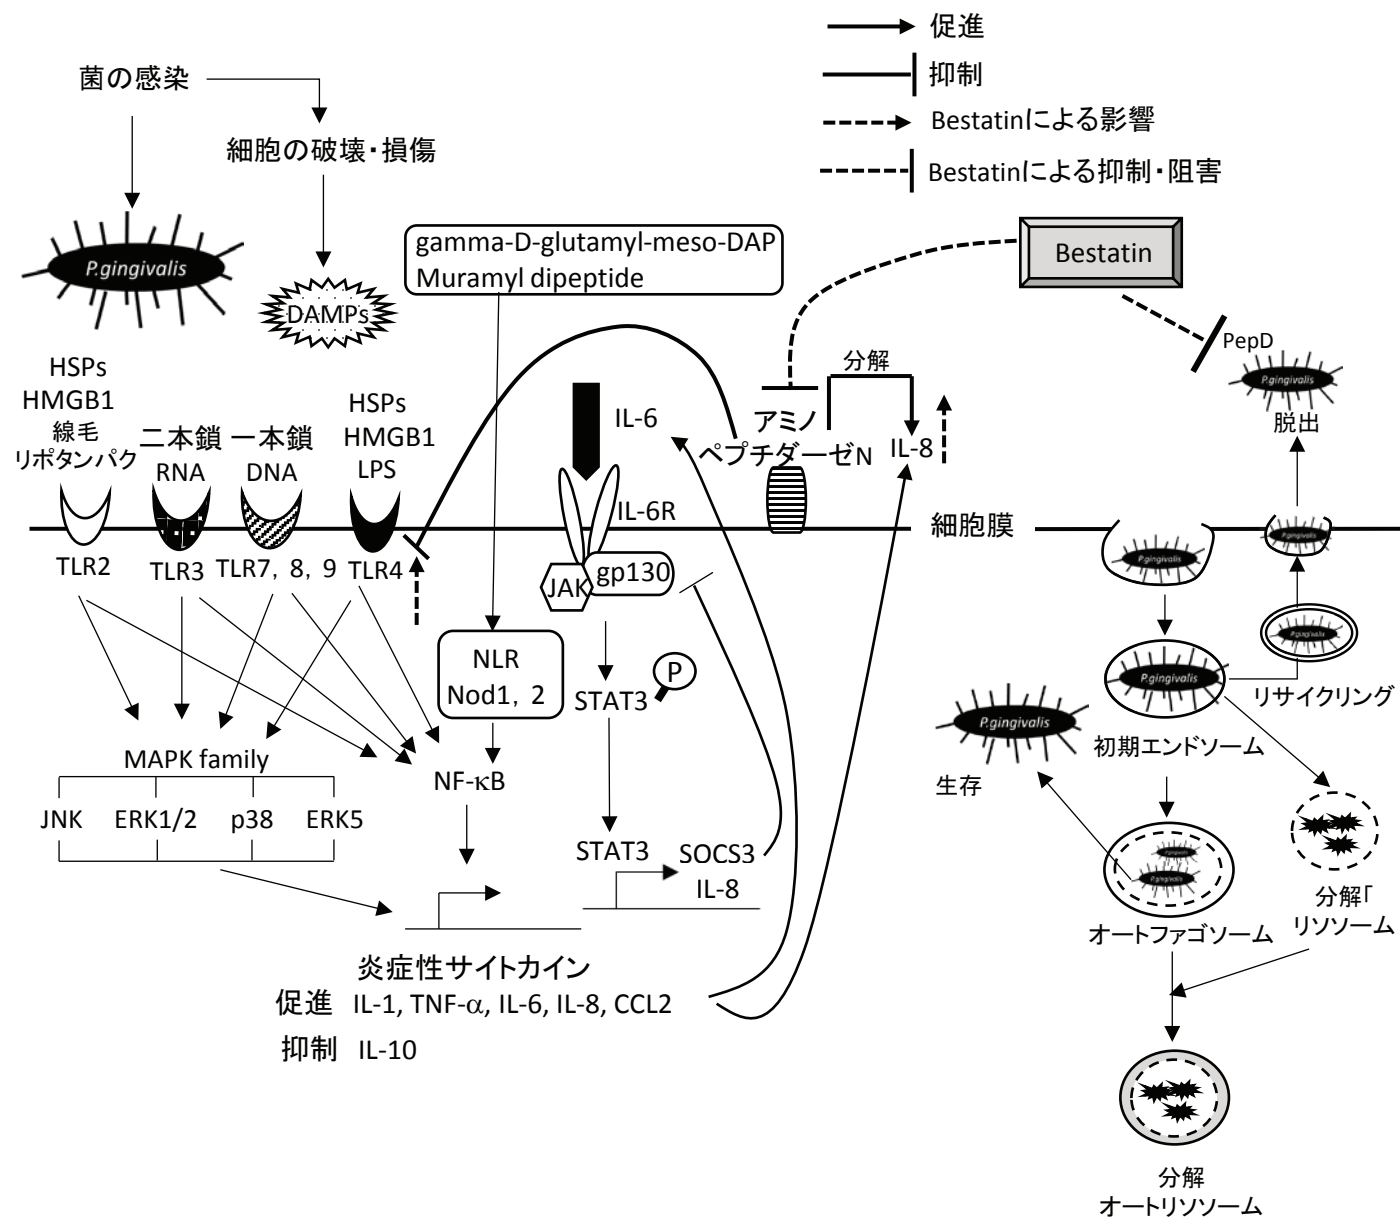 促進
抑制
Bestatinによる影響
Bestatinによる抑制・阻害
菌の感染
細胞の破壊・損傷
P.gingivalis
DAMPs
gamma-D-glutamyl-meso-DAP
Muramyl dipeptide
Bestatin
PepD
P.gingivalis
脱出
HSPs
HMGB1
線毛
リポタンパク
二本鎖
RNA
一本鎖
DNA
HSPs
HMGB1
LPS
IL-6
IL-6R
分解
アミノ
ペプチダーゼN
IL-8
細胞膜
TLR2
TLR3
TLR7, 8, 9
TLR4
JAK
gp130
P.gingivalis
P.gingivalis
P.gingivalis
リサイクリング
P.gingivalis
初期エンドソーム
NLR
Nod1, 2
STAT3
P
P.gingivalis
生存
MAPK family
JNK
ERK1/2
p38
ERK5
NF-κB
STAT3
SOCS3
IL-8
P.gingivalis
P.gingivalis
オートファゴソーム
分解「
リソソーム
炎症性サイトカイン
促進 IL-1, TNF-α, IL-6, IL-8, CCL2
抑制 IL-10
分解
オートリソソーム